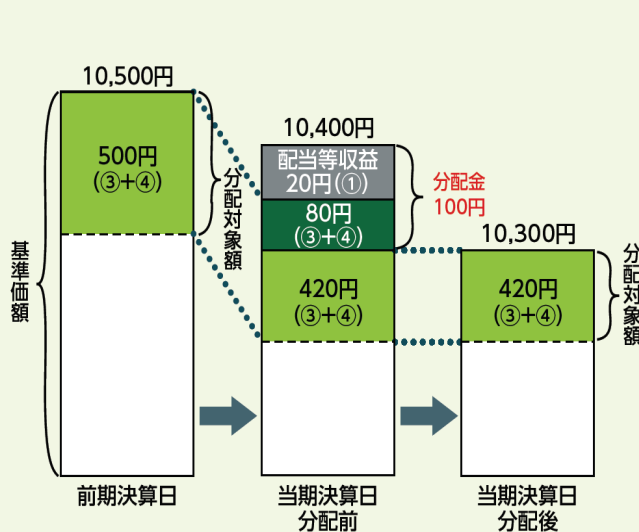 10,500円
500円
(③+④)
分配対象額
基準価額
前期決算日
10,400円
配当等収益
20円(①)
80円
(③+④)
分配金
100円
420円
(③+④)
当期決算日
分配前
10,300円
420円
(③+④)
分配対象額
当期決算日
分配後